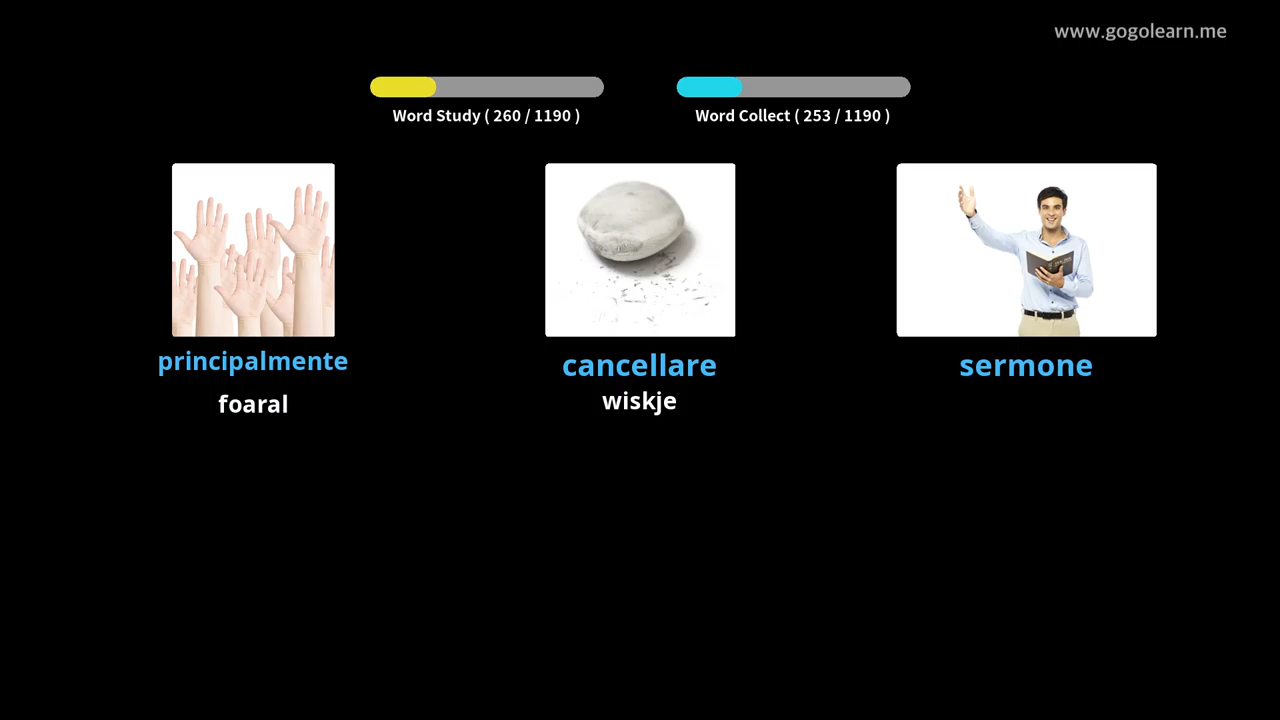 www.gogolearn.me
Word Study ( 260 / 1190 )
Word Collect ( 253 / 1190 )
principalmente
cancellare
sermone
foaral
wiskje